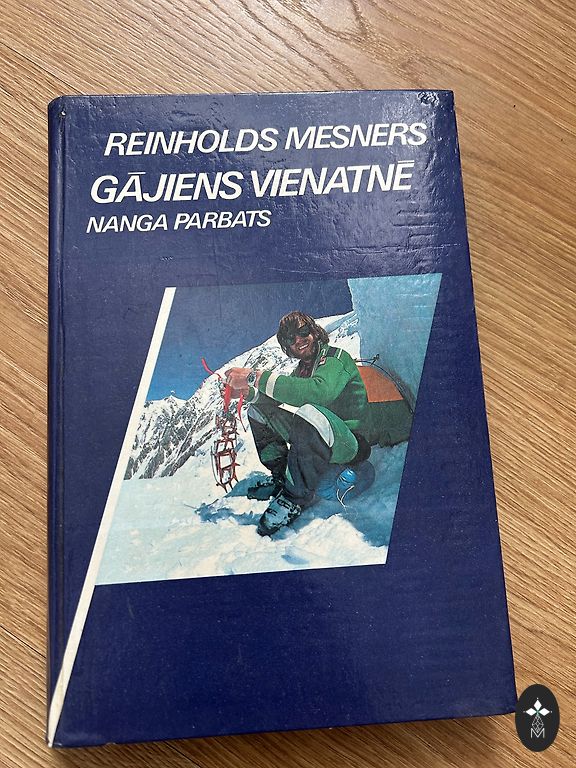 REINHOLDS MESNERS
GĀJIENS VIENATNĒ
NANGA PARBATS
M